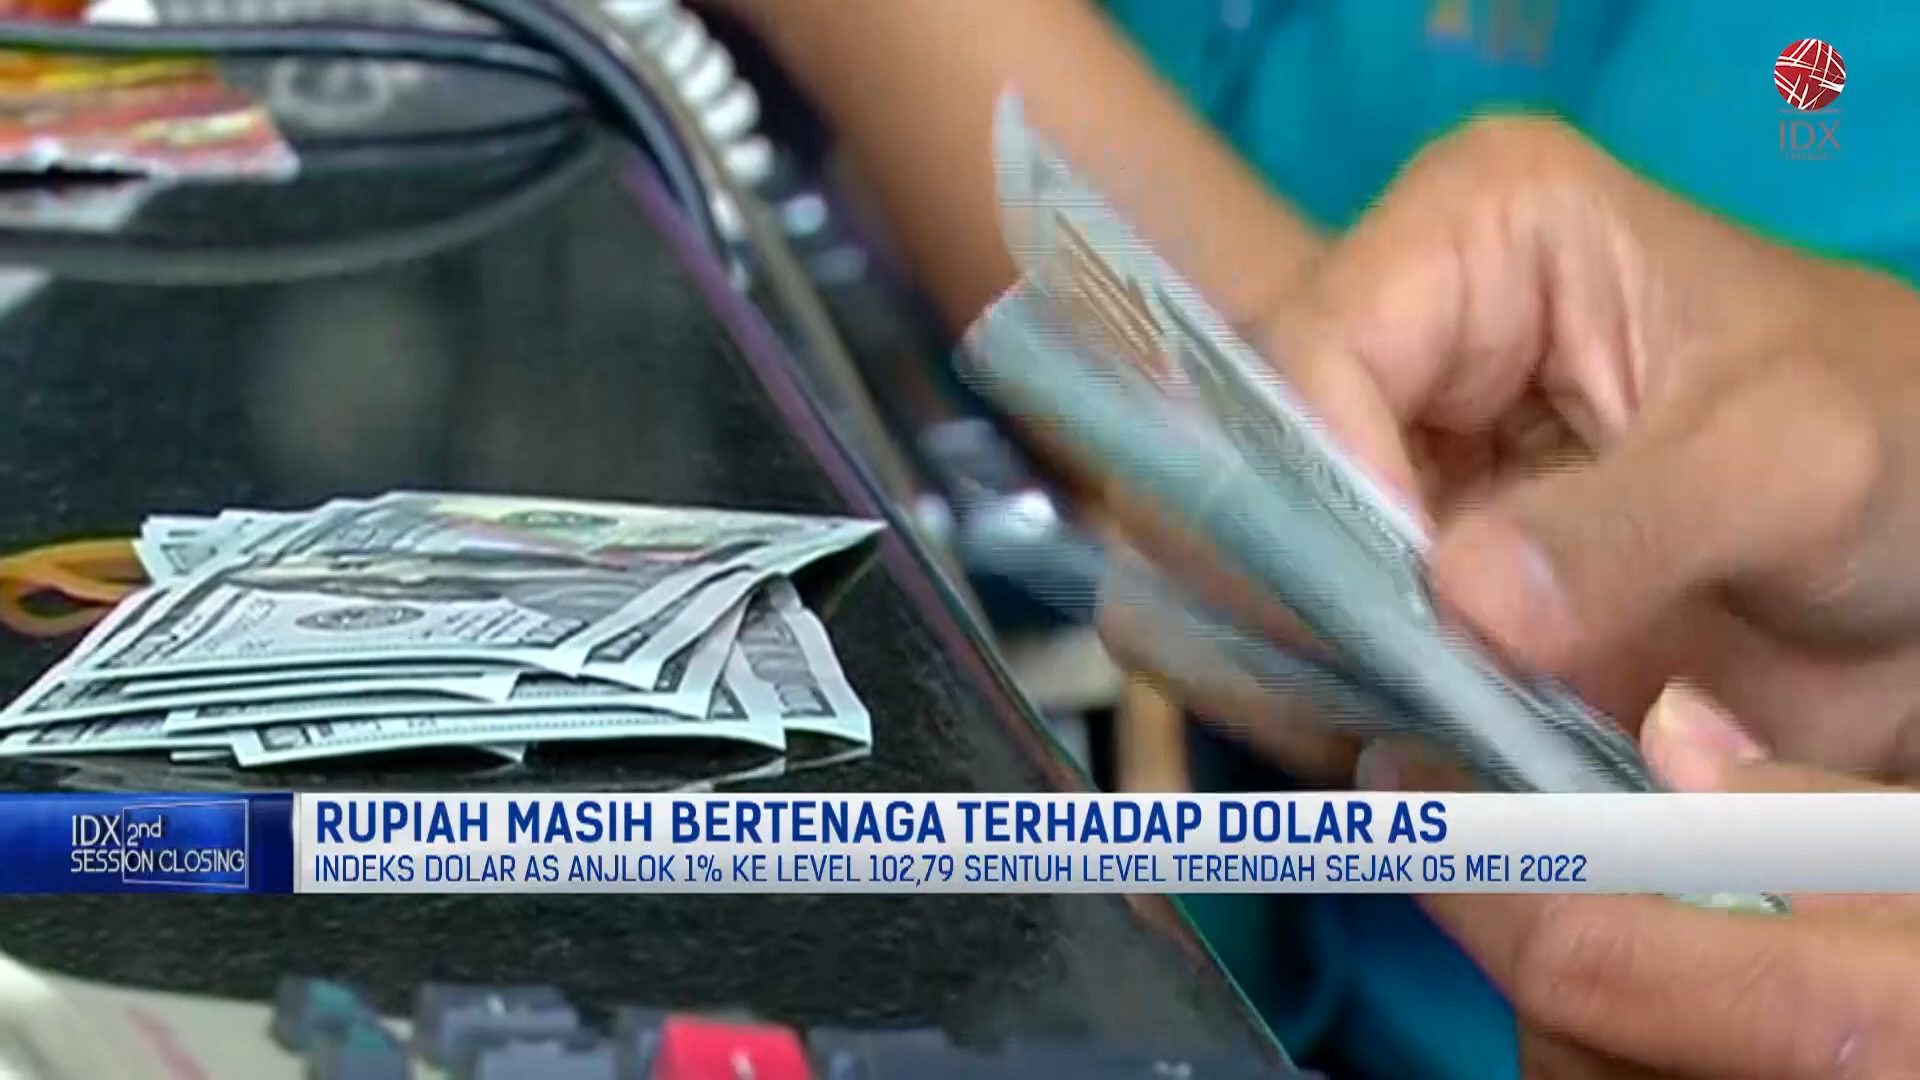 IDX
CHANNEL
IDX 2nd
SESSION CLOSING
RUPIAH MASIH BERTENAGA TERHADAP DOLAR AS
INDEKS DOLAR AS ANJLOK 1% KE LEVEL 102,79 SENTUH LEVEL TERENDAH SEJAK 05 MEI 2022